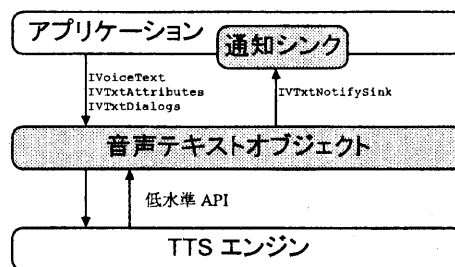 アプリケーション
通知シンク
IVoiceText
IVTxtAttributes
IVTxtDialogs
IVTxtNotifySink
音声テキストオブジェクト
低水準 API
TTS エンジン